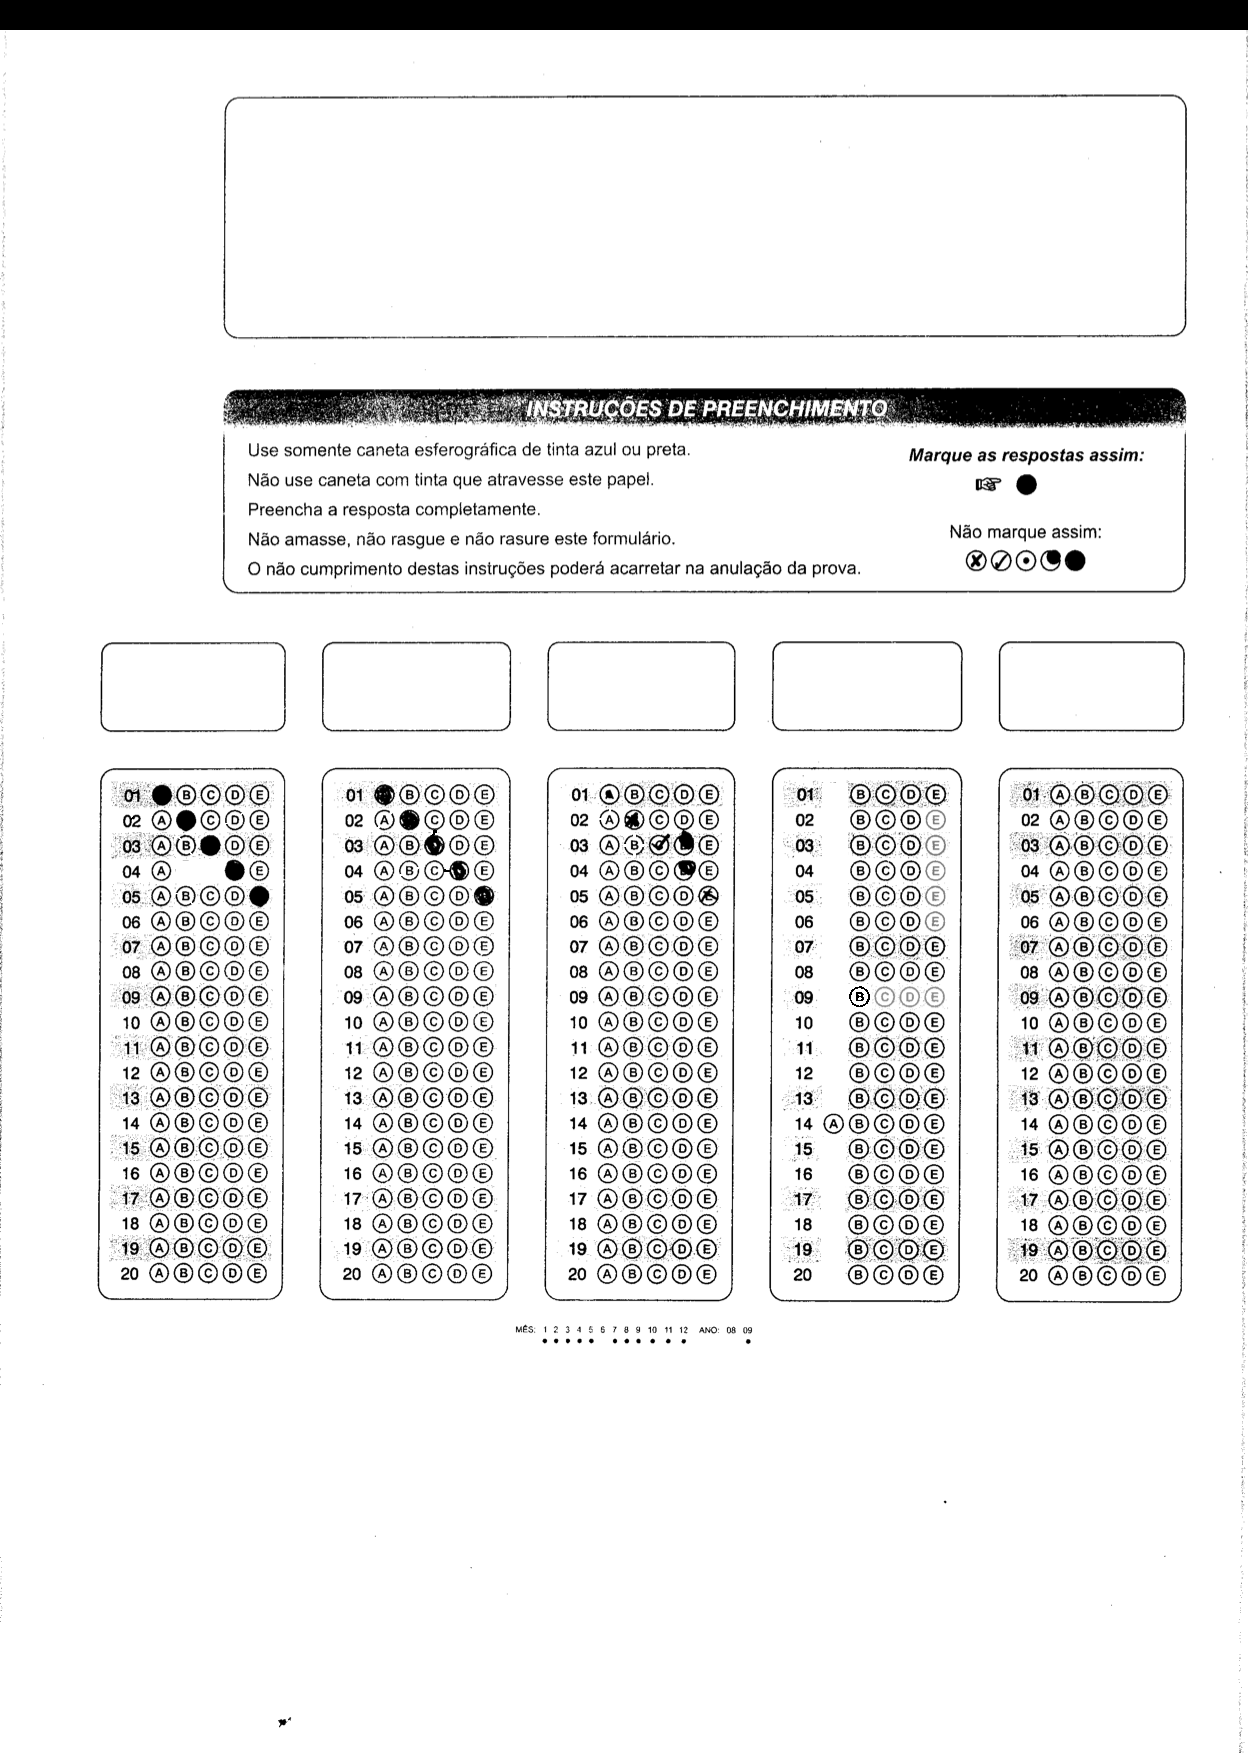 INSTRUÇÕES DE PREENCHIMENTO
Use somente caneta esferográfica de tinta azul ou preta.
Não use caneta com tinta que atravesse este papel.
Preencha a resposta completamente.
Não amasse, não rasgue e não rasure este formulário.
O não cumprimento destas instruções poderá acarretar na anulação da prova.
Marque as respostas assim:
Não marque assim:
01 B C D E
02 A C D E
03 A B D E
04 A E
05 A B C D
06 A B C D E
07 A B C D E
08 A B C D E
09 A B C D E
10 A B C D E
11 A B C D E
12 A B C D E
13 A B C D E
14 A B C D E
15 A B C D E
16 A B C D E
17 A B C D E
18 A B C D E
19 A B C D E
20 A B C D E
01 B C D E
02 A C D E
03 A B D E
04 A B C E
05 A B C D
06 A B C D E
07 A B C D E
08 A B C D E
09 A B C D E
10 A B C D E
11 A B C D E
12 A B C D E
13 A B C D E
14 A B C D E
15 A B C D E
16 A B C D E
17 A B C D E
18 A B C D E
19 A B C D E
20 A B C D E
01 B C D E
02 A C D E
03 A B E
04 A B C E
05 A B C D
06 A B C D E
07 A B C D E
08 A B C D E
09 A B C D E
10 A B C D E
11 A B C D E
12 A B C D E
13 A B C D E
14 A B C D E
15 A B C D E
16 A B C D E
17 A B C D E
18 A B C D E
19 A B C D E
20 A B C D E
01 B C D E
02 B C D E
03 B C D E
04 B C D E
05 B C D E
06 B C D E
07 B C D E
08 B C D E
09 B C D E
10 B C D E
11 B C D E
12 B C D E
13 B C D E
14 A B C D E
15 B C D E
16 B C D E
17 B C D E
18 B C D E
19 B C D E
20 B C D E
01 A B C D E
02 A B C D E
03 A B C D E
04 A B C D E
05 A B C D E
06 A B C D E
07 A B C D E
08 A B C D E
09 A B C D E
10 A B C D E
11 A B C D E
12 A B C D E
13 A B C D E
14 A B C D E
15 A B C D E
16 A B C D E
17 A B C D E
18 A B C D E
19 A B C D E
20 A B C D E
MÊS: 1 2 3 4 5 6 7 8 9 10 11 12 ANO: 08 09